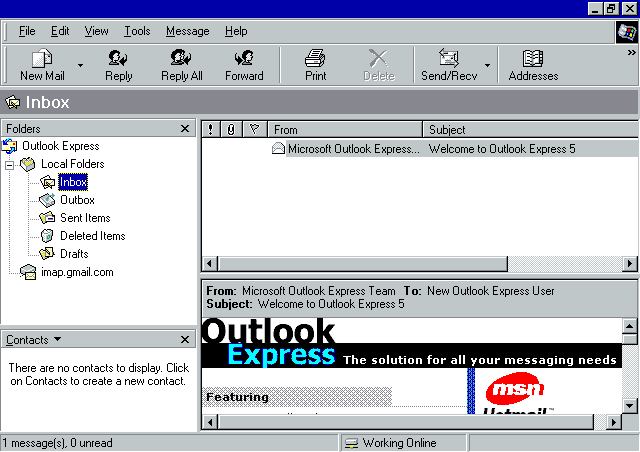 File Edit View Tools Message Help
New Mail Reply Reply All Forward Print Delete Send/Recv Addresses »
Inbox
Folders
Outlook Express
Local Folders
Inbox
Outbox
Sent Items
Deleted Items
Drafts
imap.gmail.com
Contacts
There are no contacts to display. Click
on Contacts to create a new contact.
! From Subject
Microsoft Outlook Express... Welcome to Outlook Express 5
From: Microsoft Outlook Express Team To: New Outlook Express User
Subject: Welcome to Outlook Express 5
Outlook
Express The solution for all your messaging needs
Featuring
msn
Hotmail™
1 message(s), 0 unread
Working Online